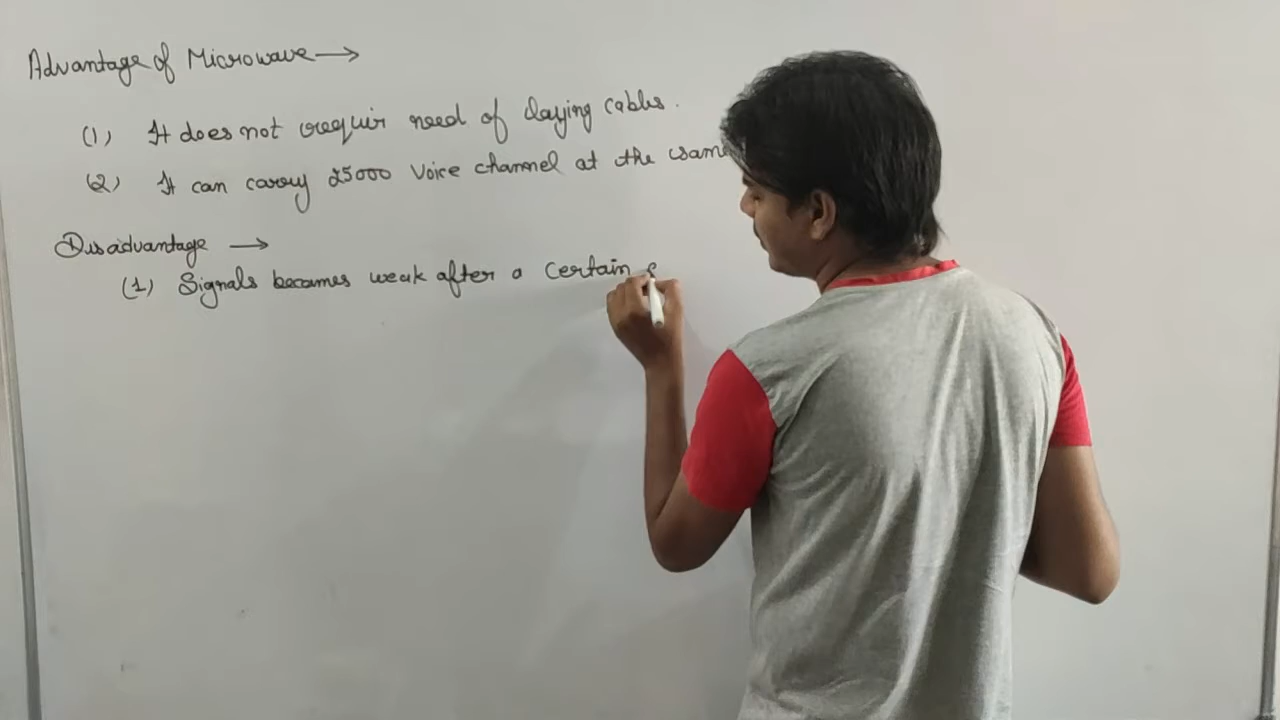 Advantage of Microwave →
(1) It does not requir need of laying cables.
(2) It can carry 25000 Voice channel at the same
Disadvantage →
(1) Signals becames weak after a certain